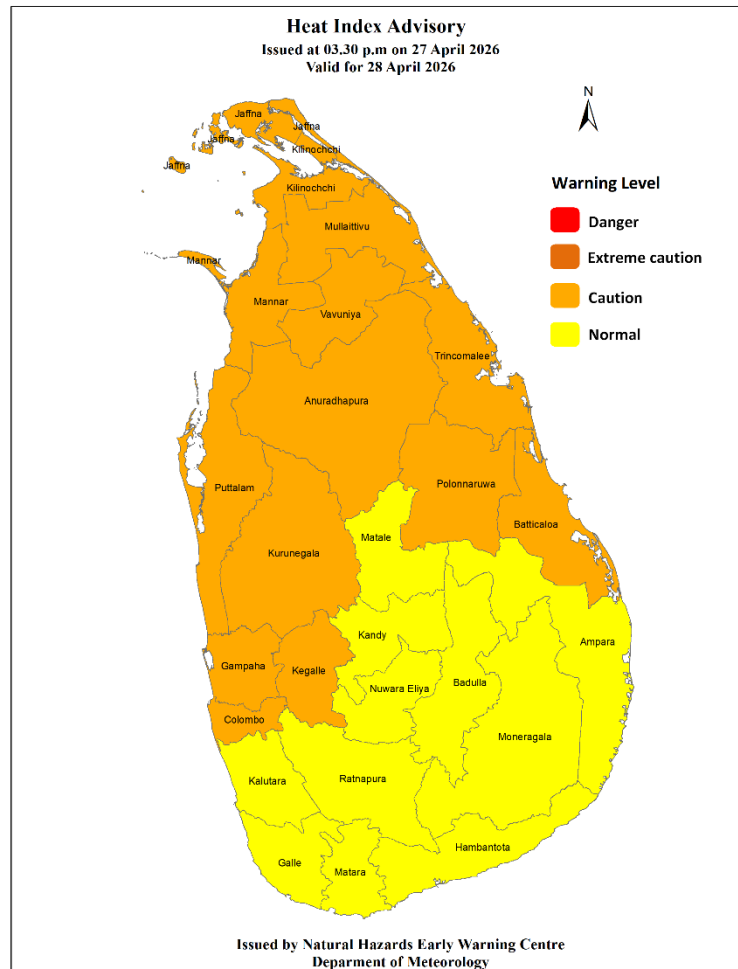 Heat Index Advisory
Issued at 03.30 p.m on 27 April 2026
Valid for 28 April 2026
N
Jaffna
Jaffna
Jaffna
Kilinochchi
Jaffna
Kilinochchi
Mullaittivu
Mannar
Mannar
Vavuniya
Trincomalee
Anuradhapura
Polonnaruwa
Puttalam
Batticaloa
Matale
Kurunegala
Kandy
Ampara
Gampaha
Kegalle
Nuwara Eliya
Badulla
Colombo
Moneragala
Kalutara
Ratnapura
Hambantota
Galle
Matara
Warning Level
Danger
Extreme caution
Caution
Normal
Issued by Natural Hazards Early Warning Centre
Deparment of Meteorology